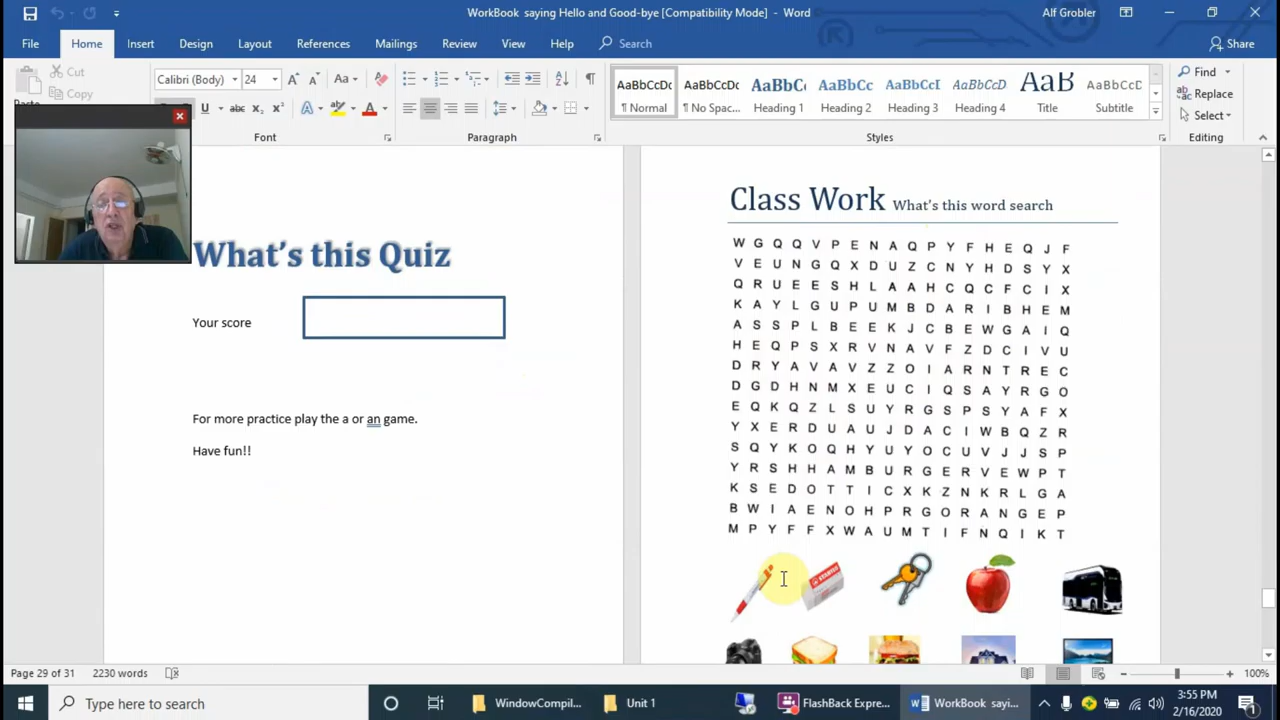 WorkBook saying Hello and Good-bye [Compatibility Mode] - Word
Alf Grobler
File Home Insert Design Layout References Mailings Review View Help Search Share
Cut
Copy
Calibri (Body) 24
Font
Paragraph
AaBbCcDc AaBbCcDc AaBbC AaBbCc AaBbCcI AaBbCcI AaB AaBbCc
¶ Normal ¶ No Spac... Heading 1 Heading 2 Heading 3 Heading 4 Title Subtitle
Styles
Find
Replace
Select
Editing
What's this Quiz
Your score
For more practice play the a or an game.
Have fun!!
Class Work What's this word search
W G Q Q V P E N A Q P Y F H E Q J F
V E U N G Q X D U Z C N Y H D S Y X
Q R U E E S H L A A H C Q C F C I X
K A Y L G U P U M B D A R I B H E M
A S S P L B E E K J C B E W G A I Q
H E Q P S X R V N A V F Z D C I V U
D R Y A V A V Z Z O I A R N T R E C
D G D H N M X E U C I Q S A Y R G O
E Q K Q Z L S U Y R G S P S Y A F X
Y X E R D U A U J D A C I W B Q Z R
S Q Y K O Q H Y U Y O C U V J J S P
Y R S H H A M B U R G E R V E W P T
K S E D O T T I C X K Z N K R L G A
B W I A E N O H P R G O R A N G E P
M P Y F F X W A U M T I F N Q I K T
Page 29 of 31 2230 words
100%
Type here to search
WindowCompil...
Unit 1
FlashBack Expre...
WorkBook sayi...
3:55 PM
2/16/2020